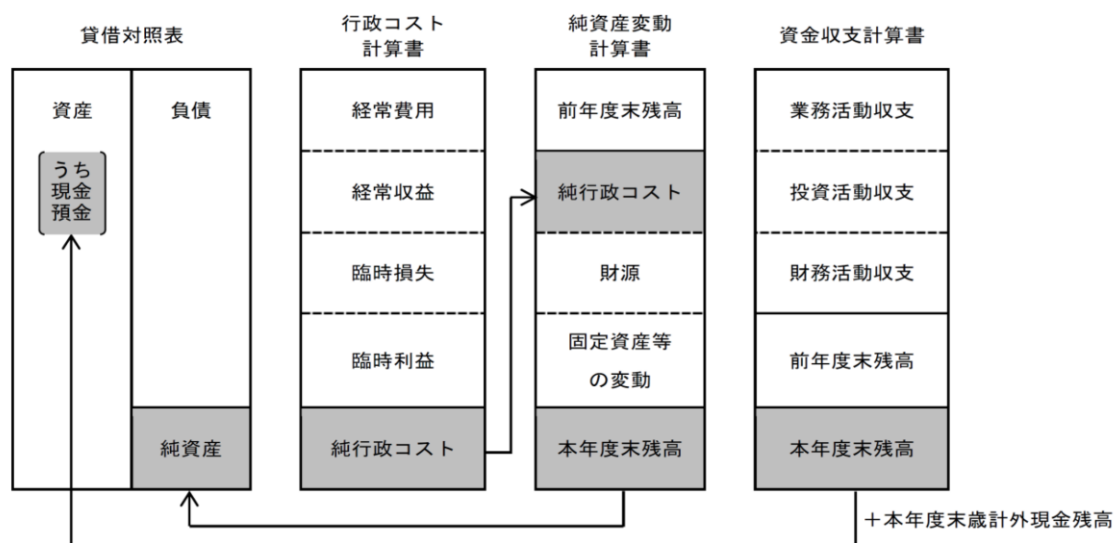 貸借対照表
資産
うち
現金
預金
負債
純資産
行政コスト
計算書
経常費用
経常収益
臨時損失
臨時利益
純行政コスト
純資産変動
計算書
前年度末残高
純行政コスト
財源
固定資産等
の変動
本年度末残高
資金収支計算書
業務活動収支
投資活動収支
財務活動収支
前年度末残高
本年度末残高
＋本年度末歳計外現金残高